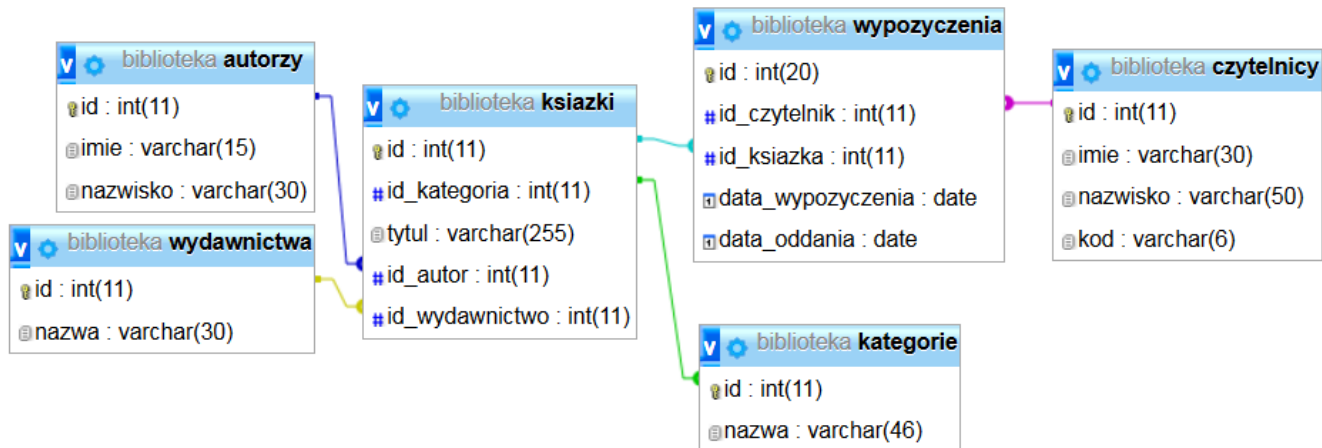 v biblioteka autorzy
id : int(11)
imie : varchar(15)
nazwisko : varchar(30)
v biblioteka wydawnictwa
id : int(11)
nazwa : varchar(30)
v biblioteka ksiazki
id : int(11)
# id_kategoria : int(11)
tytul : varchar(255)
# id_autor : int(11)
# id_wydawnictwo : int(11)
v biblioteka wypozyczenia
id : int(20)
# id_czytelnik : int(11)
# id_ksiazka : int(11)
data_wypozyczenia : date
data_oddania : date
v biblioteka czytelnicy
id : int(11)
imie : varchar(30)
nazwisko : varchar(50)
kod : varchar(6)
v biblioteka kategorie
id : int(11)
nazwa : varchar(46)